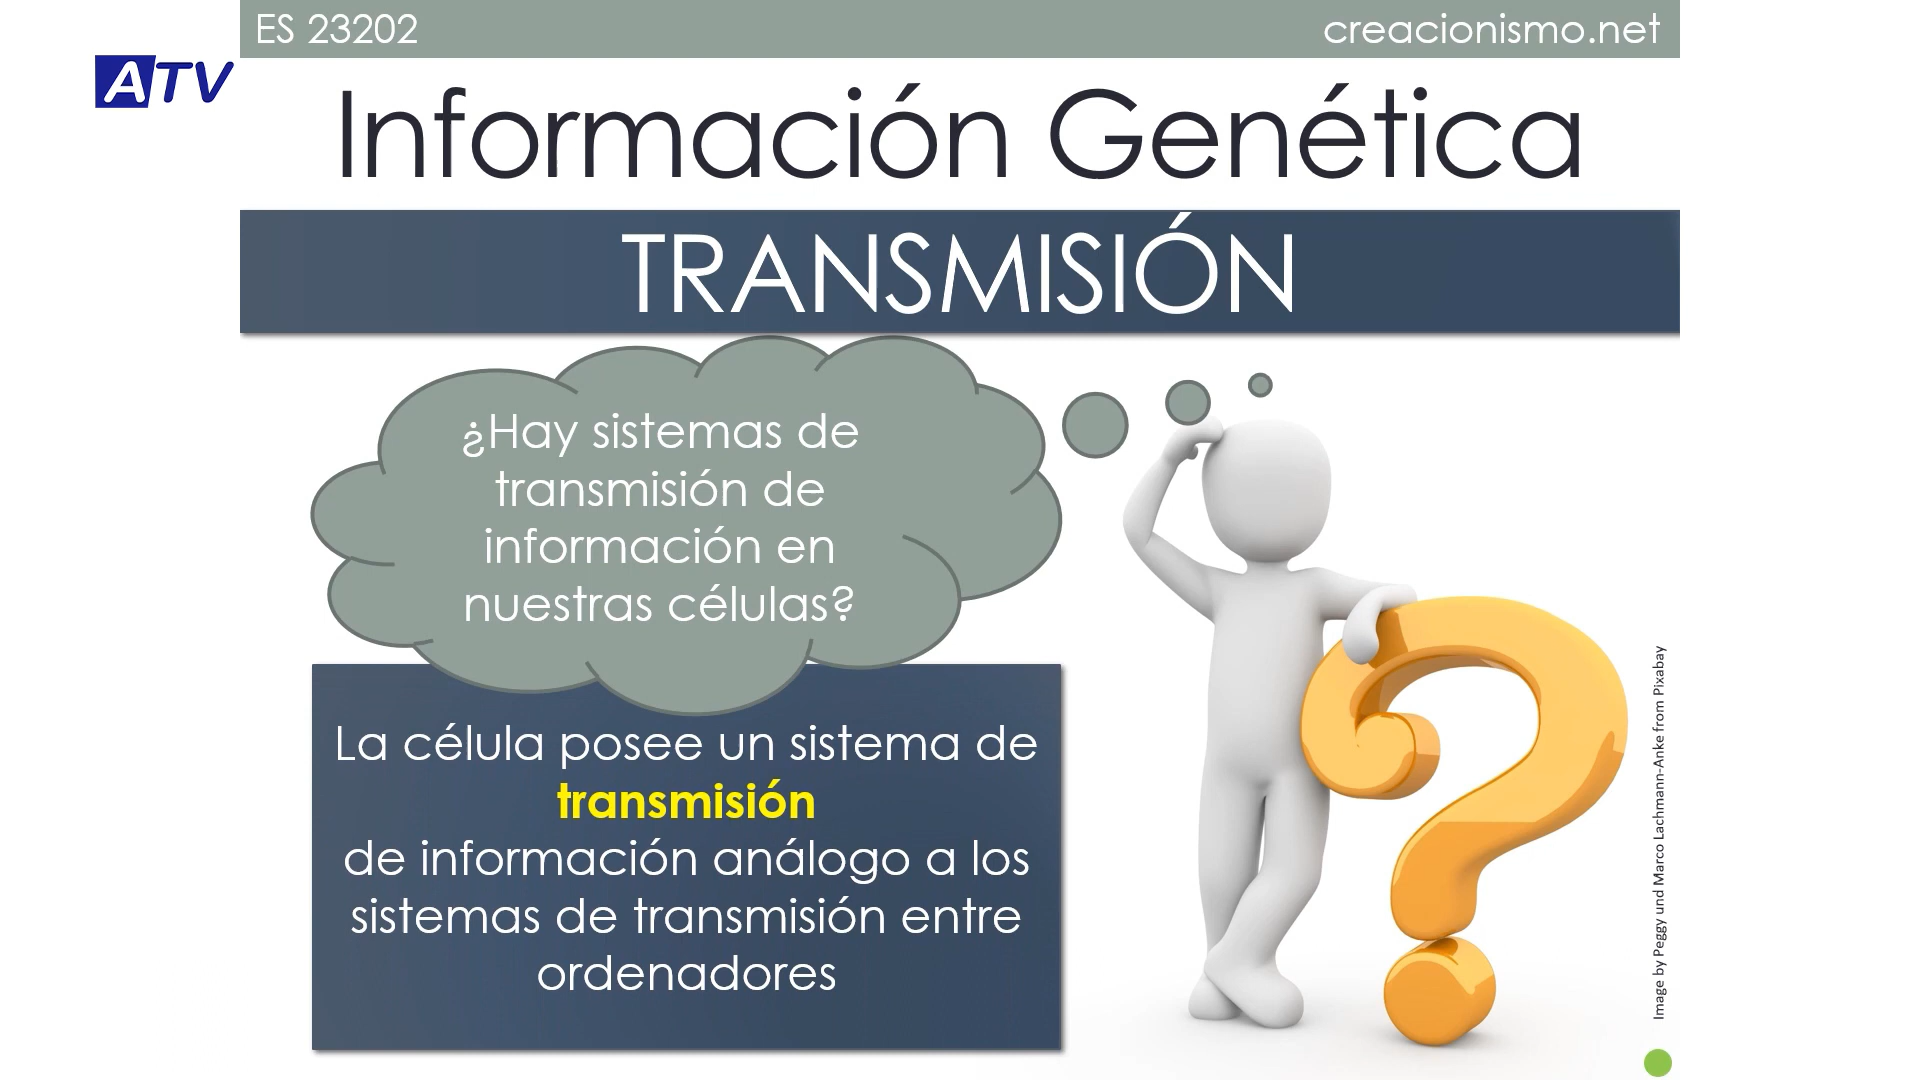 ES 23202
creacionismo.net
ATV
Información Genética
TRANSMISIÓN
¿Hay sistemas de
transmisión de
información en
nuestras células?
La célula posee un sistema de
transmisión
de información análogo a los
sistemas de transmisión entre
ordenadores
Image by Peggy und Marco Lachmann-Anke from Pixabay